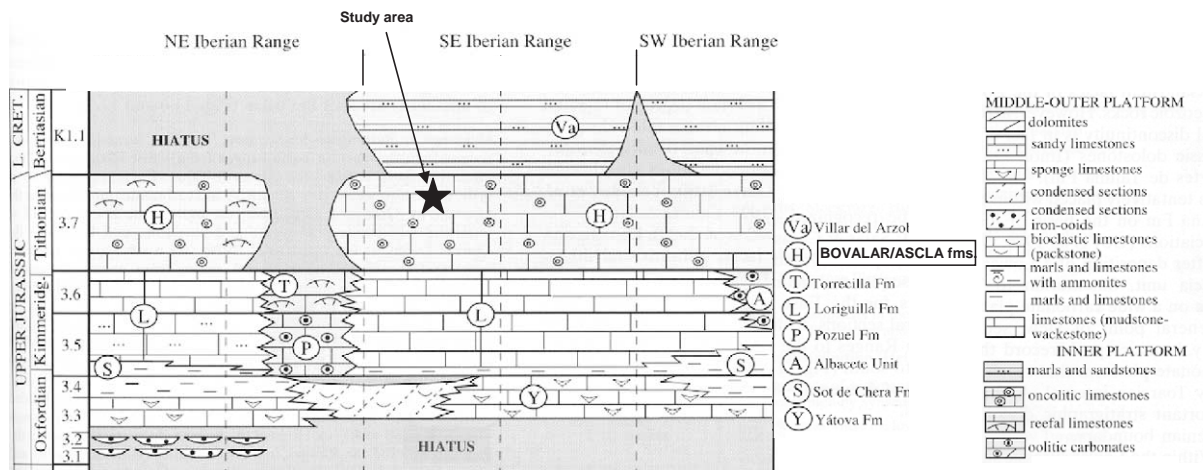 Study area
NE Iberian Range
SE Iberian Range
SW Iberian Range
L. CRET.
Berriasian
K1.1
HIATUS
Va
UPPER JURASSIC
Tithonian
3.7
H
H
Kimmeridg.
3.6
3.5
T
L
L
A
P
S
S
Oxfordian
3.4
3.3
3.2
3.1
Y
HIATUS
Va Villar del Arzol
H BOVALAR/ASCLA fms.
T Torrecilla Fm
L Loriguilla Fm
P Pozuel Fm
A Albacete Unit
S Sot de Chera Fm
Y Yátova Fm
MIDDLE-OUTER PLATFORM
dolomites
sandy limestones
sponge limestones
condensed sections
condensed sections
iron-ooids
bioclastic limestones
(packstone)
marls and limestones
with ammonites
marls and limestones
limestones (mudstone-
wackestone)
INNER PLATFORM
marls and sandstones
oncolitic limestones
reefal limestones
oolitic carbonates